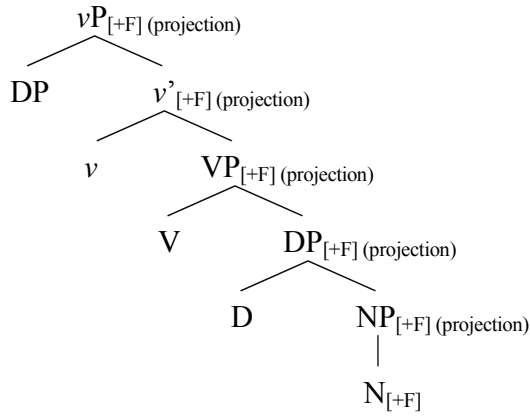 vP[+F] (projection)
DP v’[+F] (projection)
v VP[+F] (projection)
V DP[+F] (projection)
D NP[+F] (projection)
N[+F]